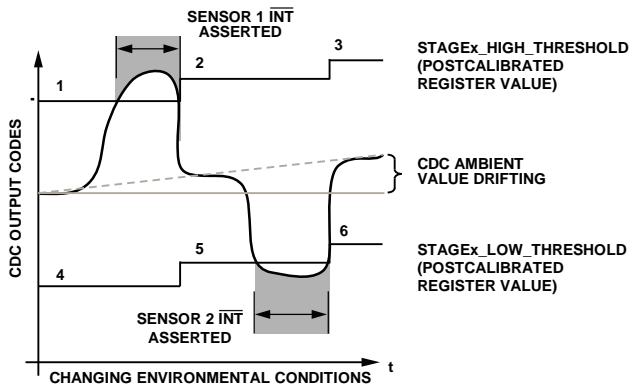 SENSOR 1 INT
ASSERTED
1
2
3
STAGEx_HIGH_THRESHOLD
(POSTCALIBRATED
REGISTER VALUE)
CDC OUTPUT CODES
CDC AMBIENT
VALUE DRIFTING
4
5
6
STAGEx_LOW_THRESHOLD
(POSTCALIBRATED
REGISTER VALUE)
SENSOR 2 INT
ASSERTED
t
CHANGING ENVIRONMENTAL CONDITIONS